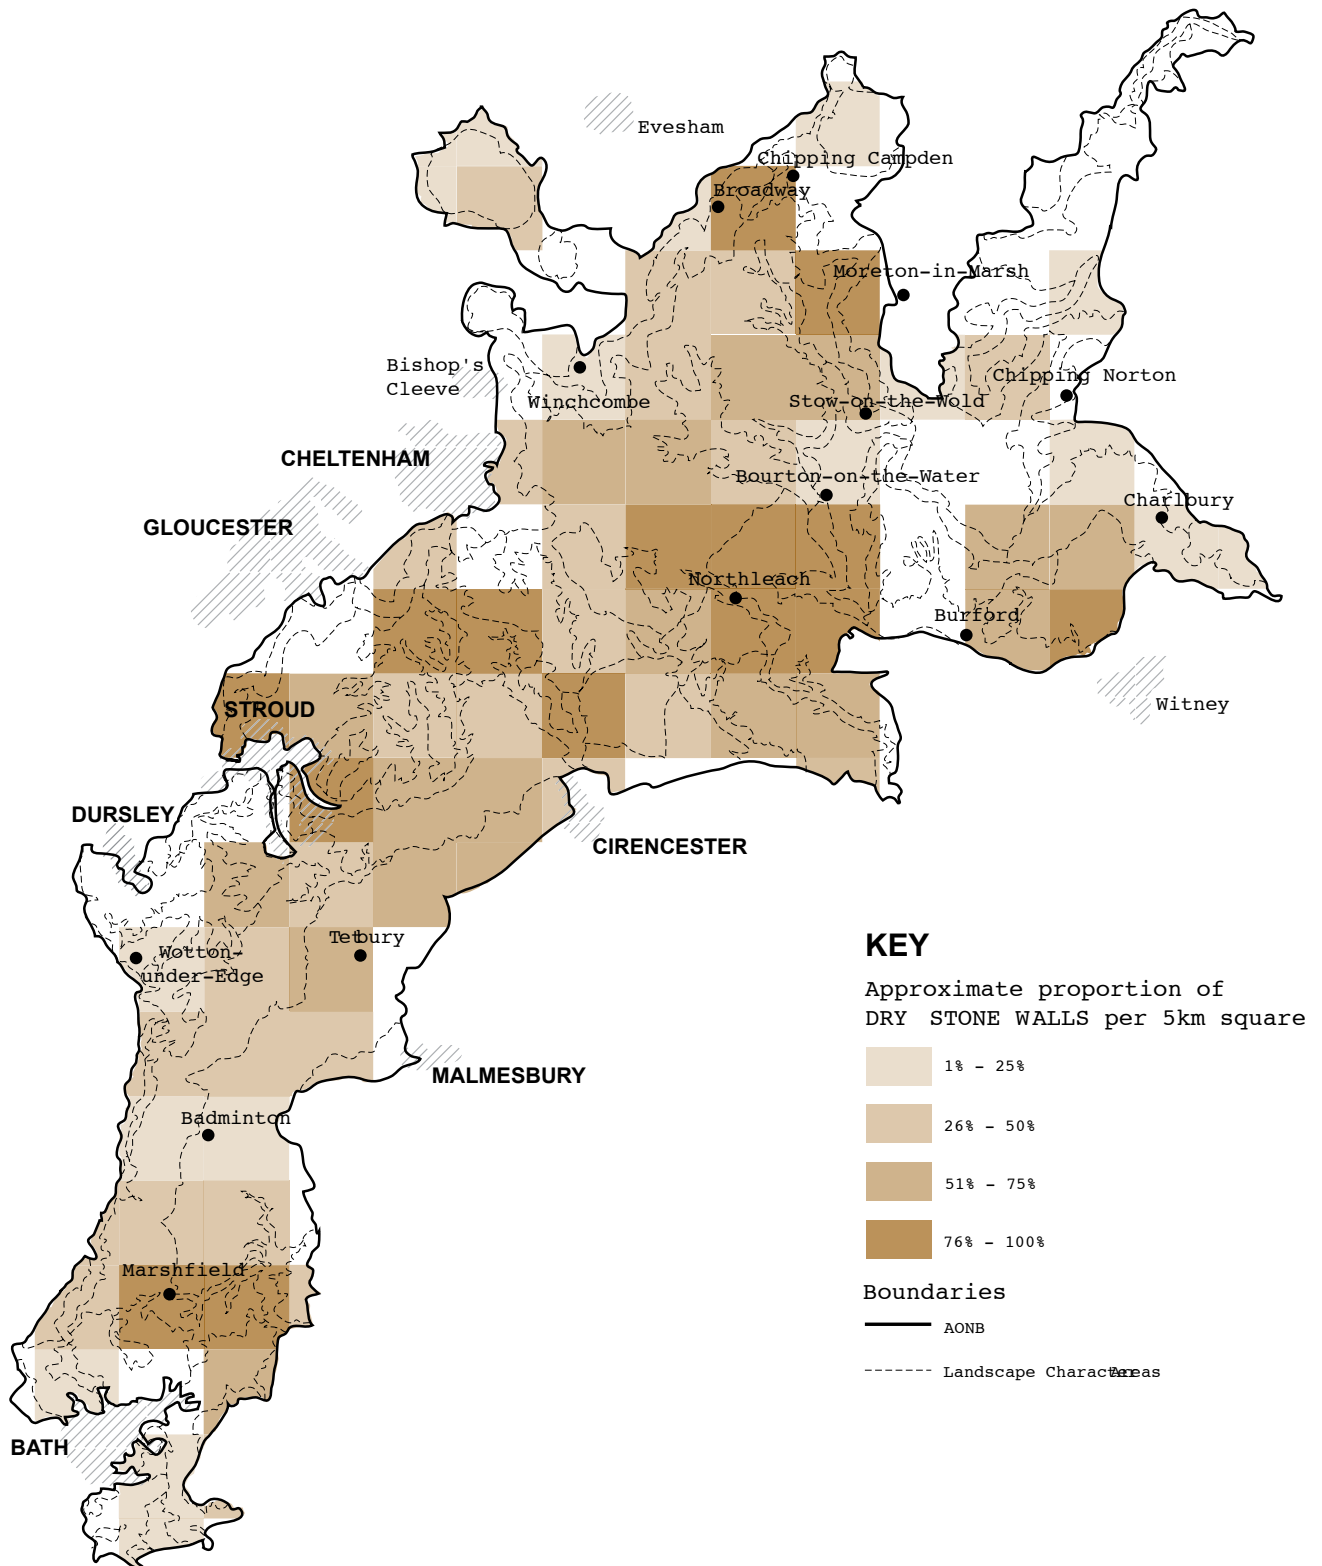 Evesham
Chipping Campden
Broadway
Moreton-in-Marsh
Bishop's
Cleeve
Winchcombe
Chipping Norton
Stow-on-the-Wold
CHELTENHAM
Bourton-on-the-Water
Charlbury
GLOUCESTER
Northleach
Burford
Witney
STROUD
DURSLEY
CIRENCESTER
Tetbury
Wotton-
under-Edge
MALMESBURY
Badminton
Marshfield
BATH
KEY
Approximate proportion of
DRY STONE WALLS per 5km square
1% - 25%
26% - 50%
51% - 75%
76% - 100%
Boundaries
AONB
Landscape Character Areas